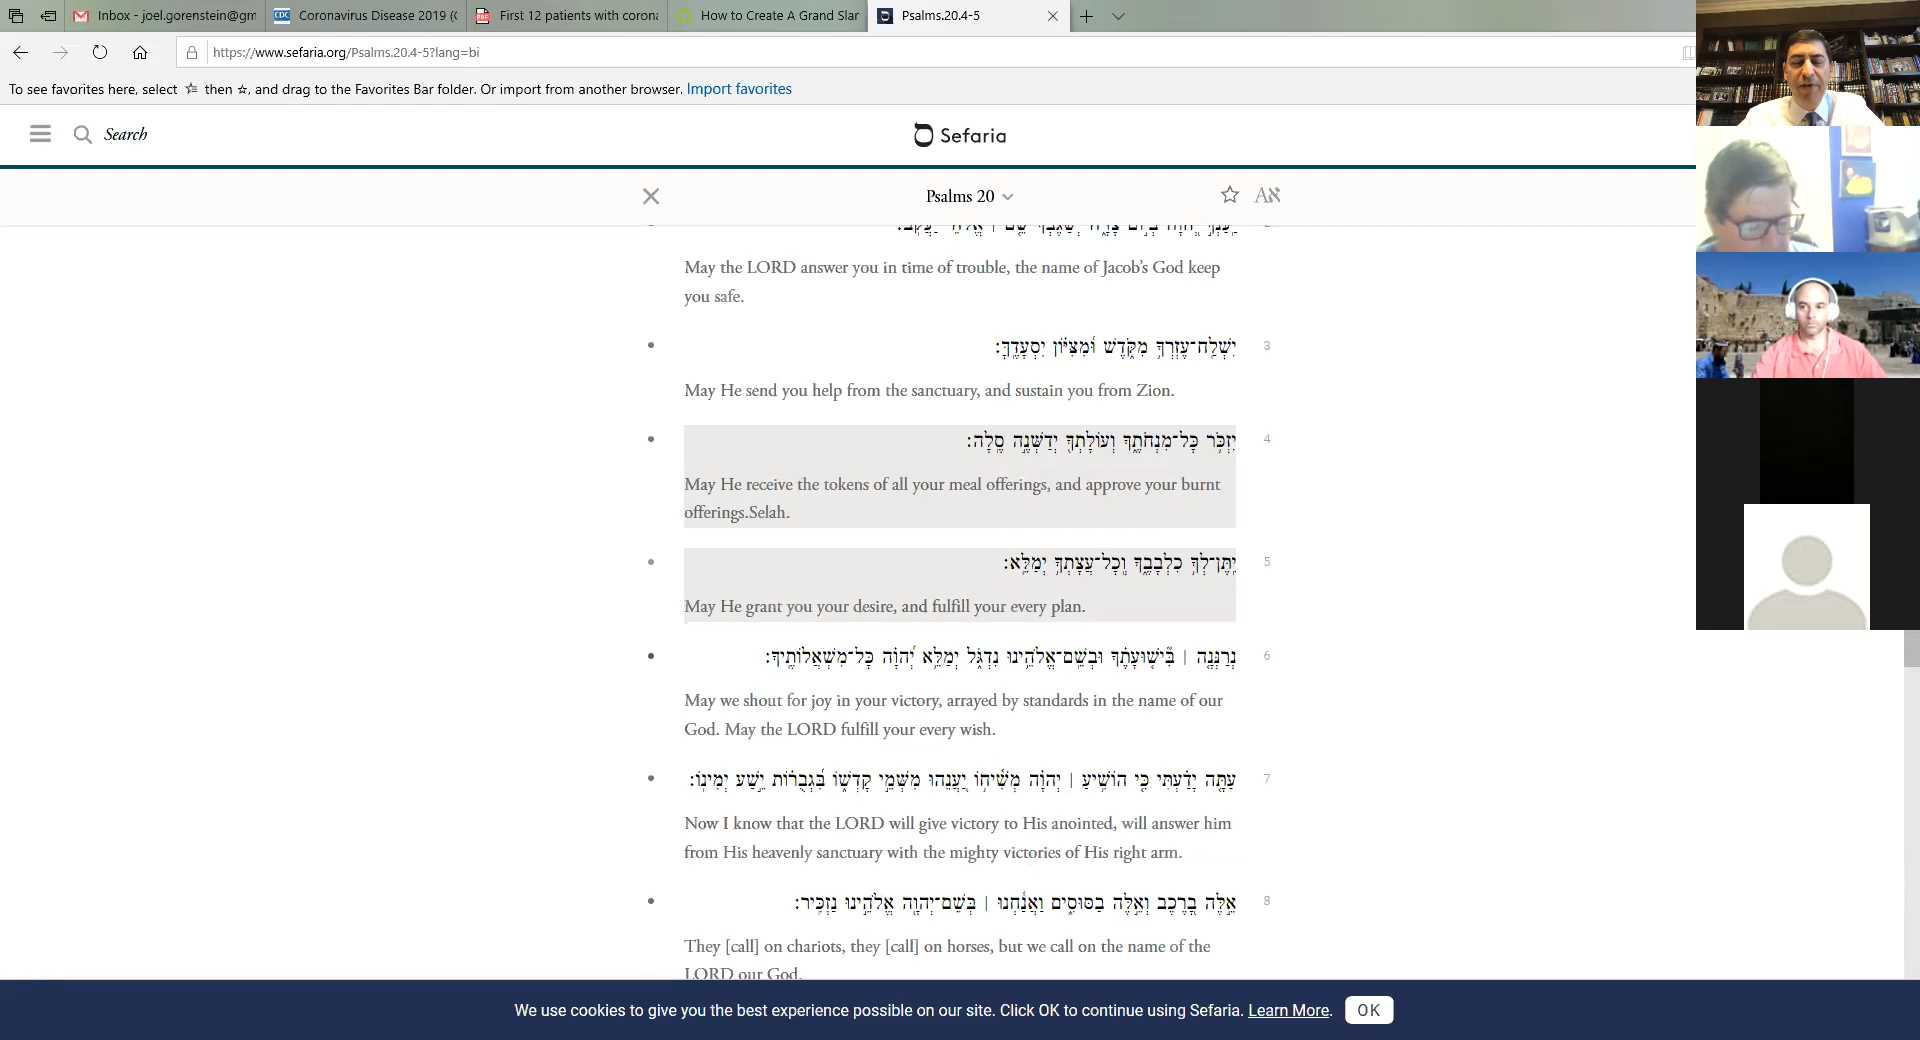 Inbox - joel.gorenstein@gm
Coronavirus Disease 2019 (
First 12 patients with corona
How to Create A Grand Slar
Psalms.20.4-5
https://www.sefaria.org/Psalms.20.4-5?lang=bi
To see favorites here, select then ☆, and drag to the Favorites Bar folder. Or import from another browser. Import favorites
Search
Sefaria
Psalms 20
May the LORD answer you in time of trouble, the name of Jacob’s God keep
you safe.
יִשְׁלַֽח־עֶזְרְךָ֥ מִקֹּ֑דֶשׁ וּ֝מִצִּיּ֗וֹן יִסְעָדֶֽךָּ׃ 3
May He send you help from the sanctuary, and sustain you from Zion.
יִזְכֹּ֥ר כׇּל־מִנְחֹתֶ֑ךָ וְעוֹלָתְךָ֖ יְדַשְּׁנֶ֣ה סֶֽלָה׃ 4
May He receive the tokens of all your meal offerings, and approve your burnt
offerings.Selah.
יִֽתֶּן־לְךָ֥ כִלְבָבֶ֑ךָ וְֽכׇל־עֲצָתְךָ֥ יְמַלֵּֽא׃ 5
May He grant you your desire, and fulfill your every plan.
נְרַנְּנָ֤ה ׀ בִּ֘ישׁ֤וּעָתֶ֗ךָ וּבְשֵֽׁם־אֱלֹהֵ֥ינוּ נִדְגֹּ֑ל יְמַלֵּ֥א יְ֝הֹוָ֗ה כׇּל־מִשְׁאֲלוֹתֶֽיךָ׃ 6
May we shout for joy in your victory, arrayed by standards in the name of our
God. May the LORD fulfill your every wish.
עַתָּ֤ה יָדַ֗עְתִּי כִּ֤י הוֹשִׁ֥יעַ ׀ יְהֹוָ֗ה מְשִׁ֫יח֥וֹ יַ֭עֲנֵהוּ מִשְּׁמֵ֣י קׇדְשׁ֑וֹ בִּ֝גְבֻר֗וֹת יֵ֣שַׁע יְמִינֽוֹ׃ 7
Now I know that the LORD will give victory to His anointed, will answer him
from His heavenly sanctuary with the mighty victories of His right arm.
אֵ֣לֶּה בָ֭רֶכֶב וְאֵ֣לֶּה בַסּוּסִ֑ים וַאֲנַ֓חְנוּ ׀ בְּשֵׁם־יְהֹוָ֖ה אֱלֹהֵ֣ינוּ נַזְכִּֽיר׃ 8
They [call] on chariots, they [call] on horses, but we call on the name of the
LORD our God.
We use cookies to give you the best experience possible on our site. Click OK to continue using Sefaria. Learn More. OK